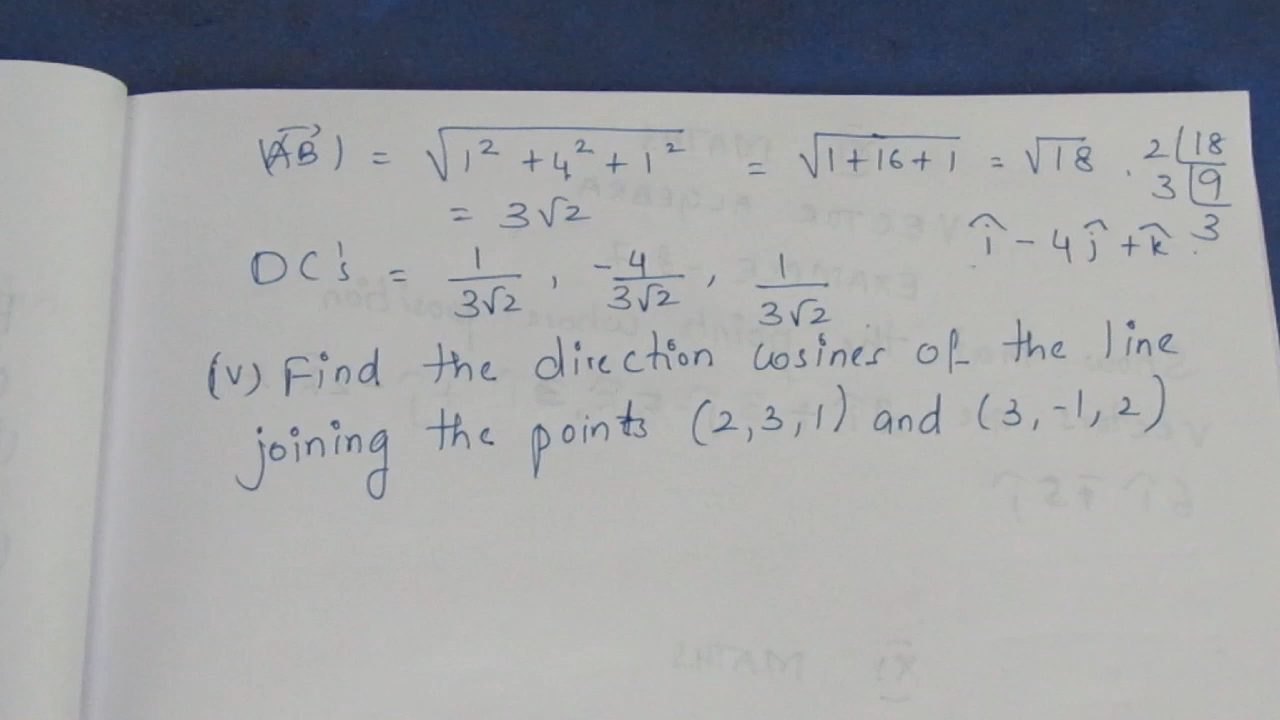 |AB⃗| = √1² + 4² + 1² = √1 + 16 + 1 = √18 . 2 | 18
3 | 9
= 3√2 î - 4ĵ + k̂ . 3
DC's = 1/3√2 , -4/3√2 , 1/3√2
(v) Find the direction cosines of the line
joining the points (2,3,1) and (3,-1,2)